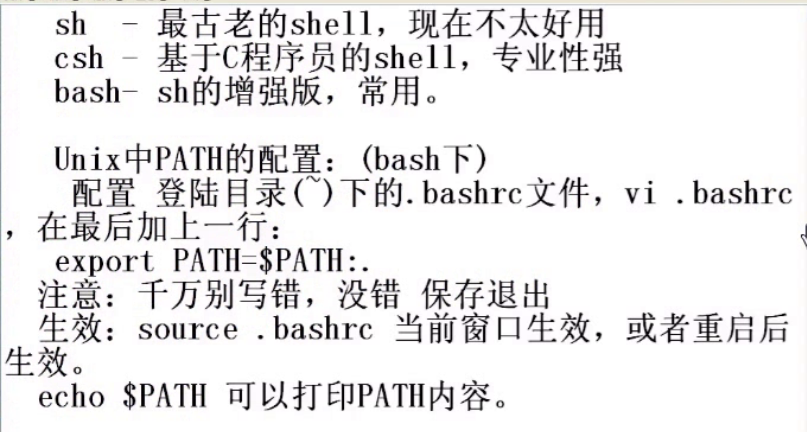 sh - 最古老的shell，现在不太好用
csh - 基于C程序员的shell，专业性强
bash- sh的增强版，常用。
Unix中PATH的配置：(bash下)
配置 登陆目录(~)下的.bashrc文件，vi .bashrc
，在最后加上一行：
export PATH=$PATH:.
注意：千万别写错，没错 保存退出
生效：source .bashrc 当前窗口生效，或者重启后
生效。
echo $PATH 可以打印PATH内容。